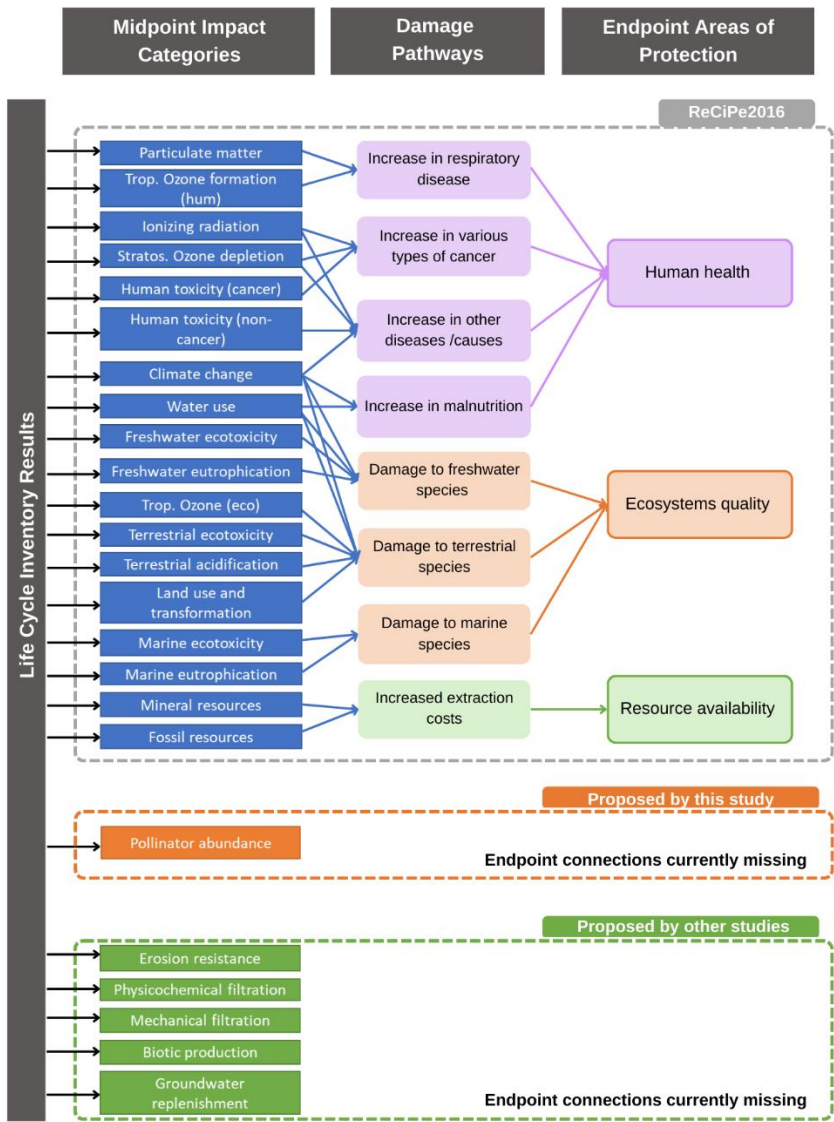 Midpoint Impact
Categories
Damage
Pathways
Endpoint Areas of
Protection
Life Cycle Inventory Results
ReCiPe2016
Particulate matter
Trop. Ozone formation
(hum)
Ionizing radiation
Stratos. Ozone depletion
Human toxicity (cancer)
Human toxicity (non-
cancer)
Climate change
Water use
Freshwater ecotoxicity
Freshwater eutrophication
Trop. Ozone (eco)
Terrestrial ecotoxicity
Terrestrial acidification
Land use and
transformation
Marine ecotoxicity
Marine eutrophication
Mineral resources
Fossil resources
Increase in respiratory
disease
Increase in various
types of cancer
Increase in other
diseases /causes
Increase in malnutrition
Damage to freshwater
species
Damage to terrestrial
species
Damage to marine
species
Increased extraction
costs
Human health
Ecosystems quality
Resource availability
Proposed by this study
Pollinator abundance
Endpoint connections currently missing
Proposed by other studies
Erosion resistance
Physicochemical filtration
Mechanical filtration
Biotic production
Groundwater
replenishment
Endpoint connections currently missing